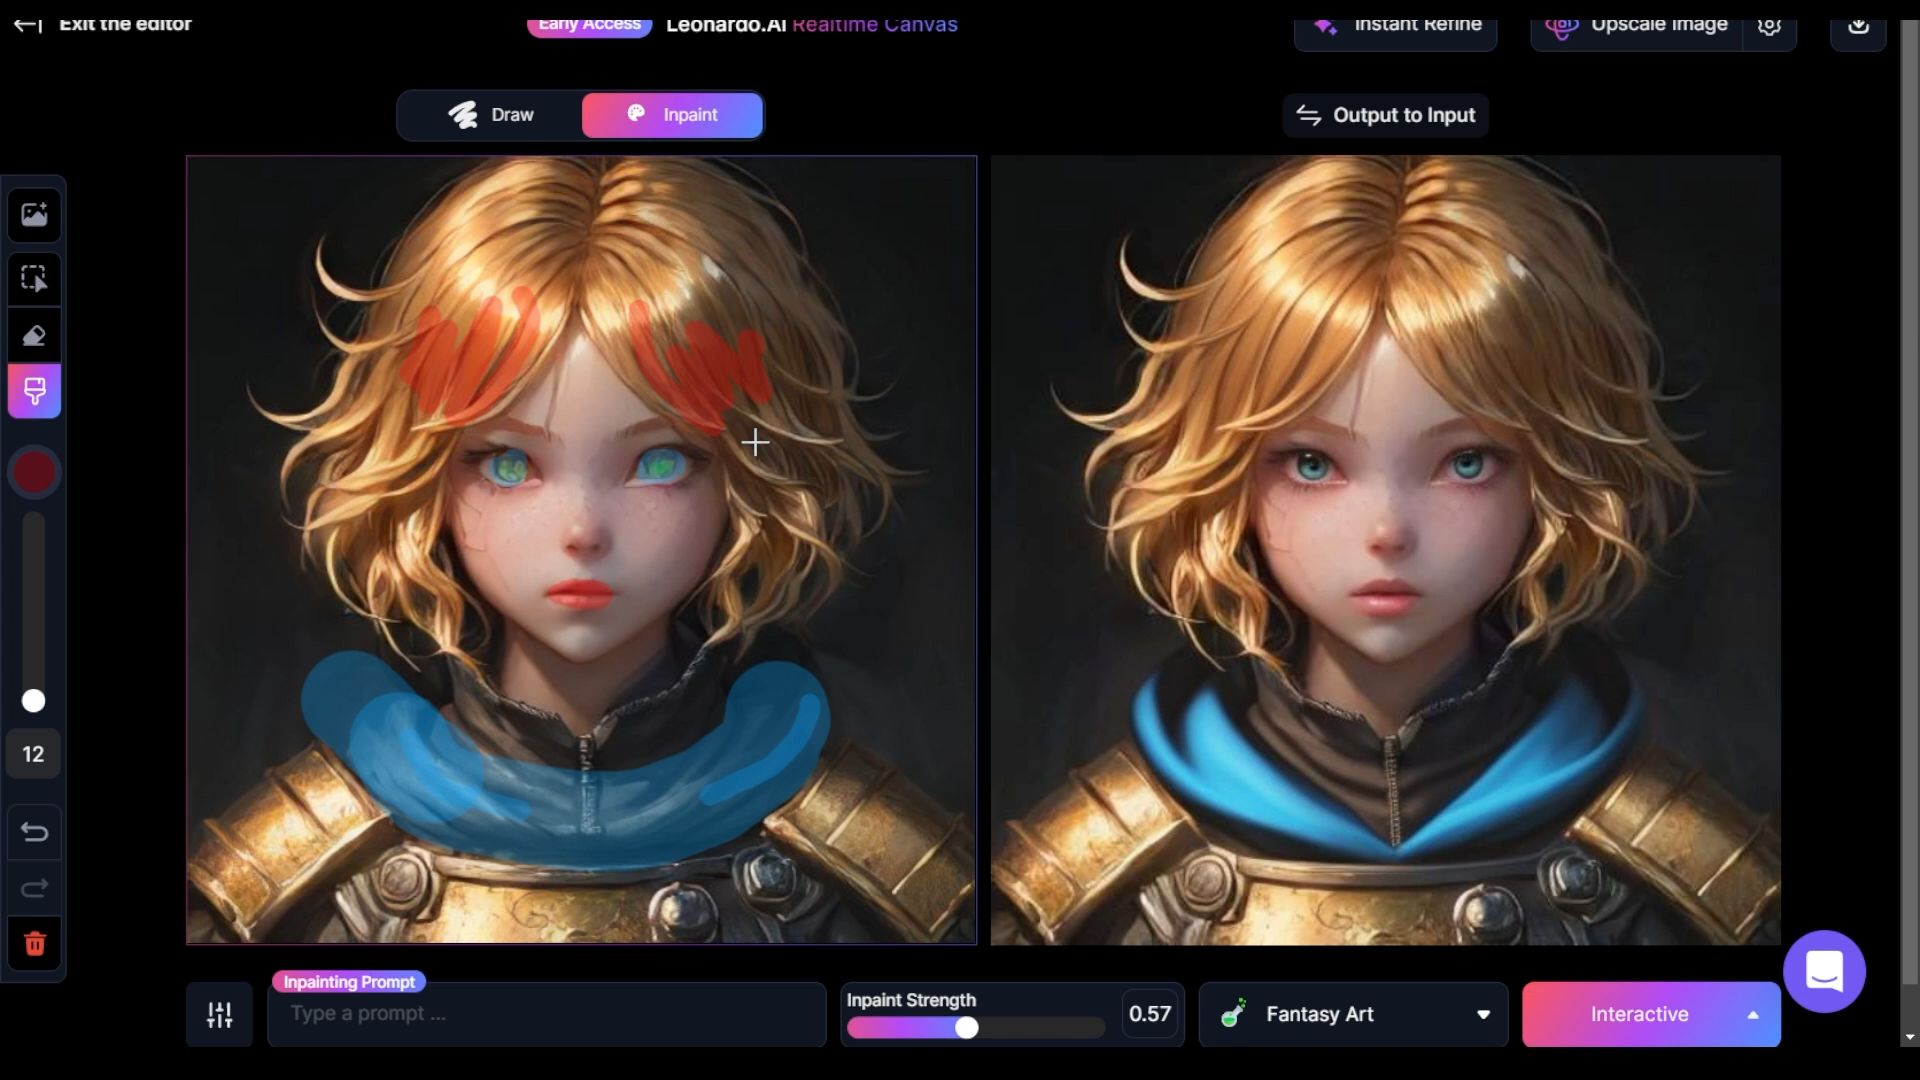 Exit the editor
Early Access Leonardo.Ai Realtime Canvas
Instant Refine
Upscale Image
Draw
Inpaint
Output to Input
12
Inpainting Prompt
Type a prompt ...
Inpaint Strength
0.57
Fantasy Art
Interactive